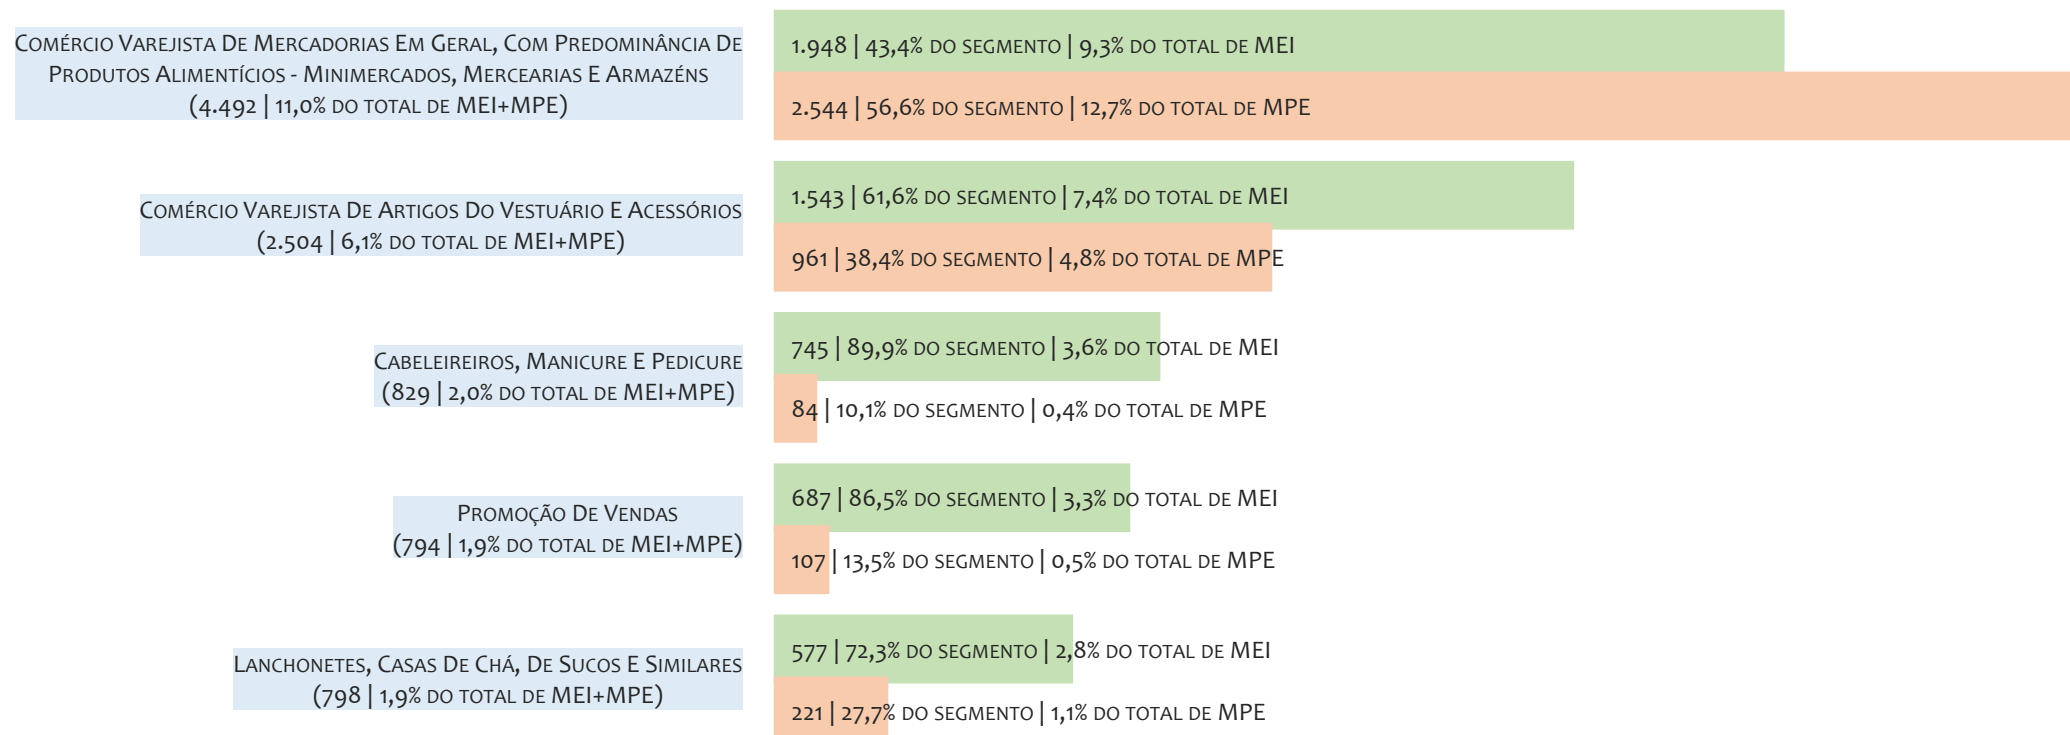 Comércio Varejista De Mercadorias Em Geral, Com Predominância De
Produtos Alimentícios - Minimercados, Mercearias E Armazéns
(4.492 | 11,0% do total de MEI+MPE)
1.948 | 43,4% do segmento | 9,3% do total de MEI
2.544 | 56,6% do segmento | 12,7% do total de MPE
Comércio Varejista De Artigos Do Vestuário E Acessórios
(2.504 | 6,1% do total de MEI+MPE)
1.543 | 61,6% do segmento | 7,4% do total de MEI
961 | 38,4% do segmento | 4,8% do total de MPE
Cabeleireiros, Manicure E Pedicure
(829 | 2,0% do total de MEI+MPE)
745 | 89,9% do segmento | 3,6% do total de MEI
84 | 10,1% do segmento | 0,4% do total de MPE
Promoção De Vendas
(794 | 1,9% do total de MEI+MPE)
687 | 86,5% do segmento | 3,3% do total de MEI
107 | 13,5% do segmento | 0,5% do total de MPE
Lanchonetes, Casas De Chá, De Sucos E Similares
(798 | 1,9% do total de MEI+MPE)
577 | 72,3% do segmento | 2,8% do total de MEI
221 | 27,7% do segmento | 1,1% do total de MPE